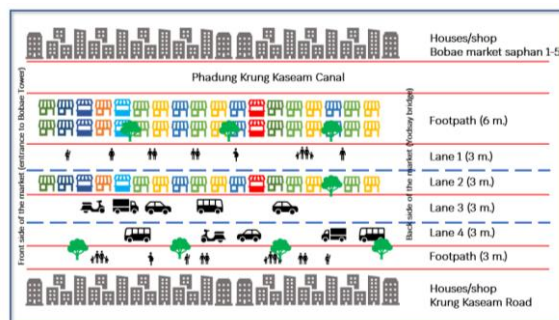 Houses/shop
Bobae market saphan 1-5
Phadung Krung Kaseam Canal
Front side of the market (entrance to Bobae Tower)
Back side of the market (Yodsay bridge)
Footpath (6 m.)
Lane 1 (3 m.)
Lane 2 (3 m.)
Lane 3 (3 m.)
Lane 4 (3 m.)
Footpath (3 m.)
Houses/shop
Krung Kaseam Road